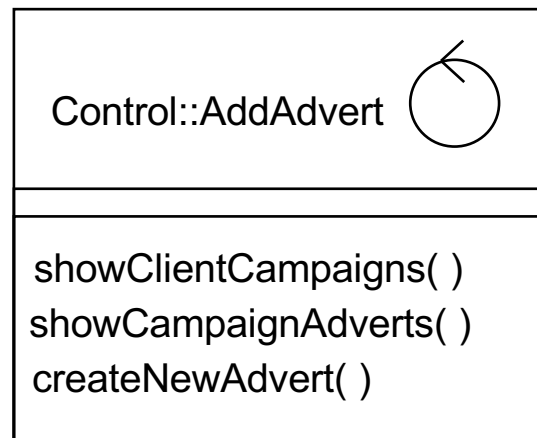 Control::AddAdvert
showClientCampaigns( )
showCampaignAdverts( )
createNewAdvert( )